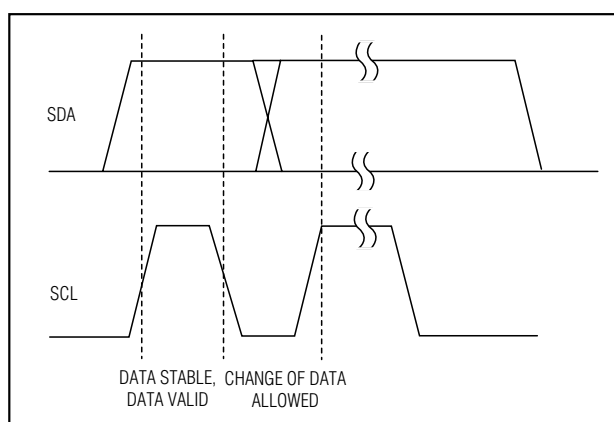 SDA
SCL
DATA STABLE,
DATA VALID
CHANGE OF DATA
ALLOWED